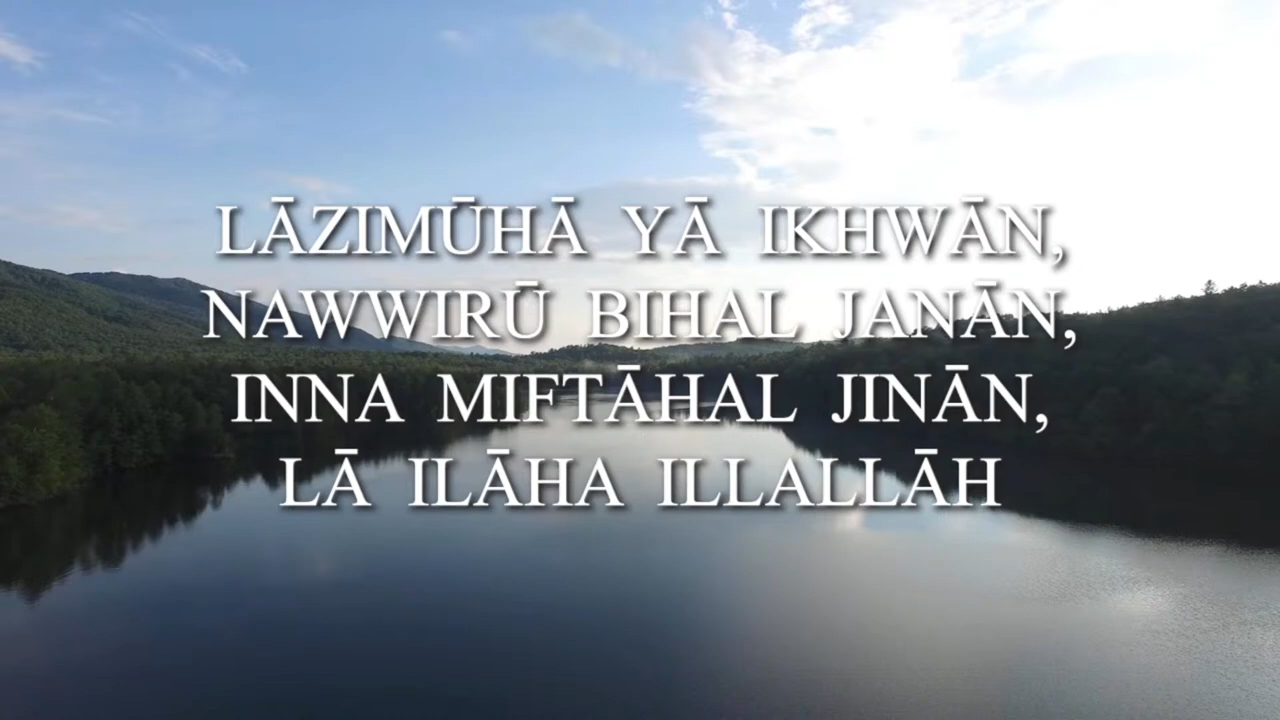 LĀZIMŪHĀ YĀ IKHWĀN,
NAWWIRŪ BIHAL JANĀN,
INNA MIFTĀHAL JINĀN,
LĀ ILĀHA ILLALLĀH